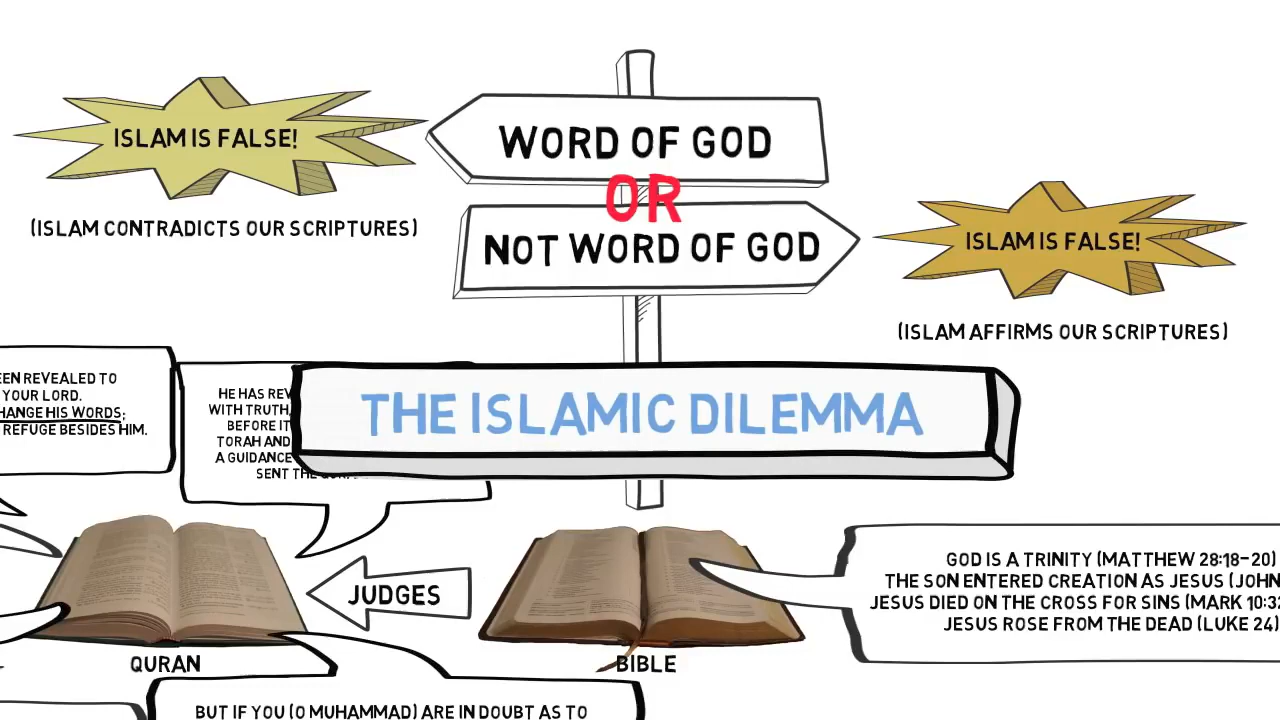 ISLAM IS FALSE!
(ISLAM CONTRADICTS OUR SCRIPTURES)
WORD OF GOD
OR
NOT WORD OF GOD
ISLAM IS FALSE!
(ISLAM AFFIRMS OUR SCRIPTURES)
THE ISLAMIC DILEMMA
REVEALED TO
YOUR LORD.
HIS WORDS;
REFUGE BESIDES HIM.
HE HAS
WITH TRUTH,
BEFORE IT
TORAH AND
A GUIDANCE
SENT THE
JUDGES
QURAN
BIBLE
GOD IS A TRINITY (MATTHEW 28:18-20)
THE SON ENTERED CREATION AS JESUS (JOHN
JESUS DIED ON THE CROSS FOR SINS (MARK 10:
JESUS ROSE FROM THE DEAD (LUKE 24)
BUT IF YOU (O MUHAMMAD) ARE IN DOUBT AS TO